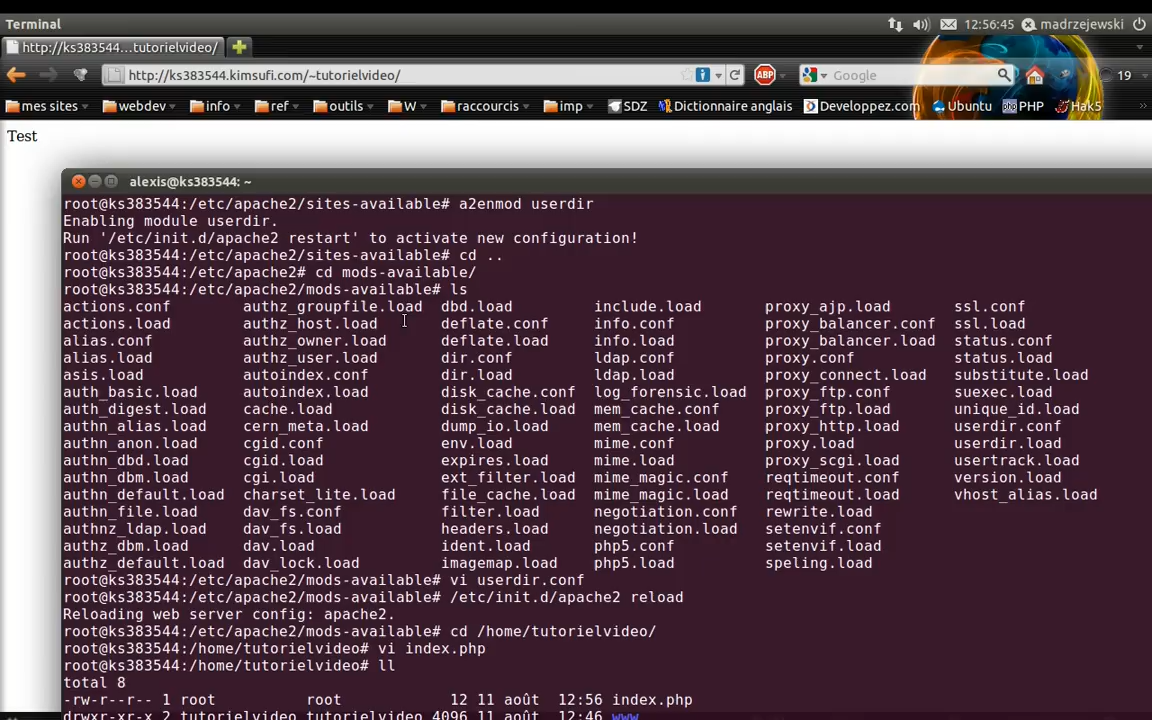 Terminal 12:56:45 madrzejewski
http://ks383544...tutorielvideo/
http://ks383544.kimsufi.com/~tutorielvideo/ ABP Google 19
mes sites webdev info ref outils W raccourcis imp SDZ Dictionnaire anglais Developpez.com Ubuntu PHP Hak5
Test
alexis@ks383544: ~
root@ks383544:/etc/apache2/sites-available# a2enmod userdir
Enabling module userdir.
Run '/etc/init.d/apache2 restart' to activate new configuration!
root@ks383544:/etc/apache2/sites-available# cd ..
root@ks383544:/etc/apache2# cd mods-available/
root@ks383544:/etc/apache2/mods-available# ls
actions.conf authz_groupfile.load dbd.load include.load proxy_ajp.load ssl.conf
actions.load authz_host.load deflate.conf info.conf proxy_balancer.conf ssl.load
alias.conf authz_owner.load deflate.load info.load proxy_balancer.load status.conf
alias.load authz_user.load dir.conf ldap.conf proxy.conf status.load
asis.load autoindex.conf dir.load ldap.load proxy_connect.load substitute.load
auth_basic.load autoindex.load disk_cache.conf log_forensic.load proxy_ftp.conf suexec.load
auth_digest.load cache.load disk_cache.load mem_cache.conf proxy_ftp.load unique_id.load
authn_alias.load cern_meta.load dump_io.load mem_cache.load proxy_http.load userdir.conf
authn_anon.load cgid.conf env.load mime.conf proxy.load userdir.load
authn_dbd.load cgid.load expires.load mime.load proxy_scgi.load usertrack.load
authn_dbm.load cgi.load ext_filter.load mime_magic.conf reqtimeout.conf version.load
authn_default.load charset_lite.load file_cache.load mime_magic.load reqtimeout.load vhost_alias.load
authn_file.load dav_fs.conf filter.load negotiation.conf rewrite.load
authnz_ldap.load dav_fs.load headers.load negotiation.load setenvif.conf
authz_dbm.load dav.load ident.load php5.conf setenvif.load
authz_default.load dav_lock.load imagemap.load php5.load speling.load
root@ks383544:/etc/apache2/mods-available# vi userdir.conf
root@ks383544:/etc/apache2/mods-available# /etc/init.d/apache2 reload
Reloading web server config: apache2.
root@ks383544:/etc/apache2/mods-available# cd /home/tutorielvideo/
root@ks383544:/home/tutorielvideo# vi index.php
root@ks383544:/home/tutorielvideo# ll
total 8
-rw-r--r-- 1 root root 12 11 août 12:56 index.php
drwxr-xr-x 2 tutorielvideo tutorielvideo 4096 11 août 12:46 www